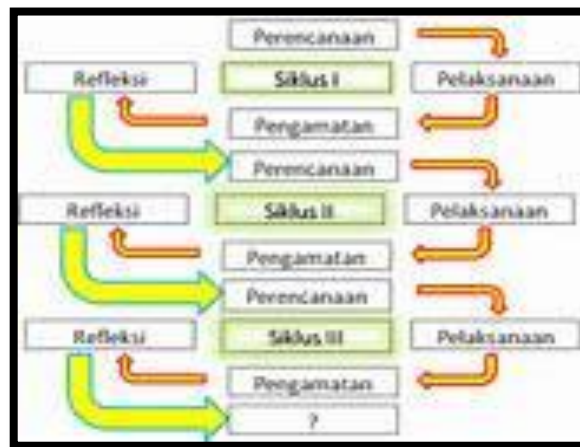 Perencanaan
Refleksi Siklus I Pelaksanaan
Pengamatan
Perencanaan
Refleksi Siklus II Pelaksanaan
Pengamatan
Perencanaan
Refleksi Siklus III Pelaksanaan
Pengamatan
?